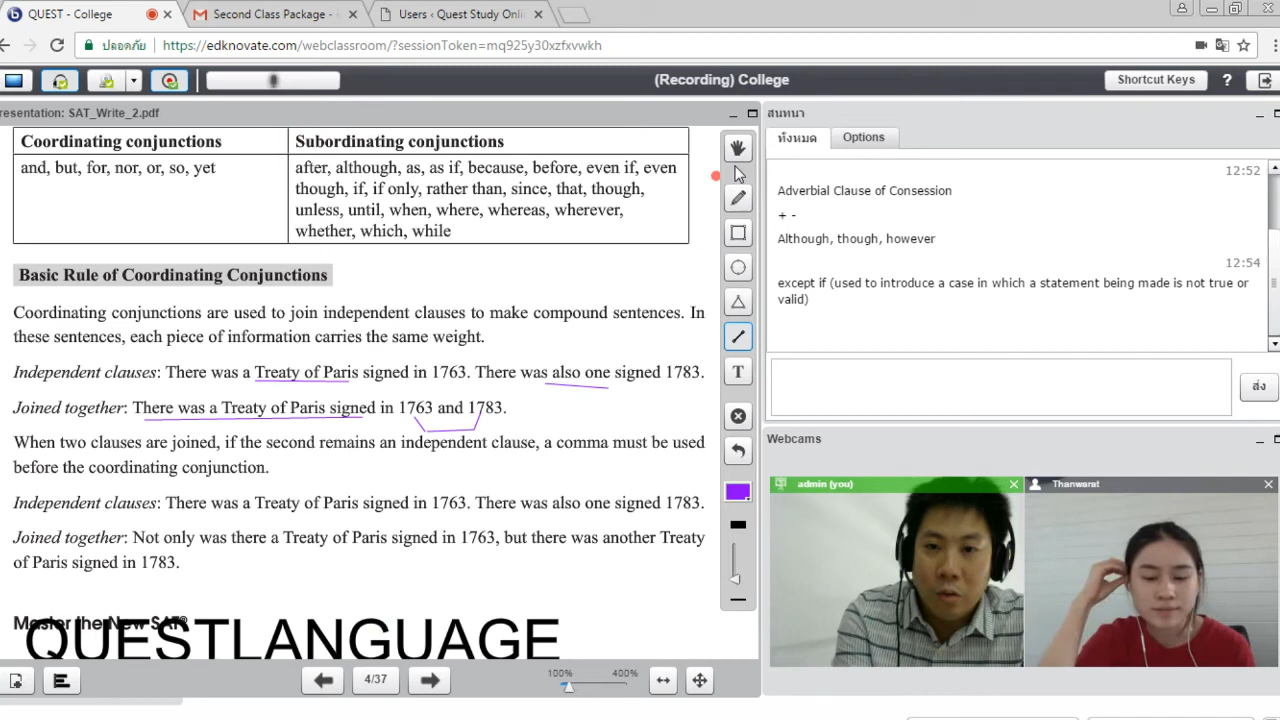 QUEST - College
Second Class Package -
Users ‹ Quest Study Onli
ปลอดภัย
https://edknovate.com/webclassroom/?sessionToken=mq925y30xzfxvwkh
(Recording) College
Shortcut Keys
?
resentation: SAT_Write_2.pdf
Coordinating conjunctions
Subordinating conjunctions
and, but, for, nor, or, so, yet
after, although, as, as if, because, before, even if, even
though, if, if only, rather than, since, that, though,
unless, until, when, where, whereas, wherever,
whether, which, while
Basic Rule of Coordinating Conjunctions
Coordinating conjunctions are used to join independent clauses to make compound sentences. In
these sentences, each piece of information carries the same weight.
Independent clauses: There was a Treaty of Paris signed in 1763. There was also one signed 1783.
Joined together: There was a Treaty of Paris signed in 1763 and 1783.
When two clauses are joined, if the second remains an independent clause, a comma must be used
before the coordinating conjunction.
Independent clauses: There was a Treaty of Paris signed in 1763. There was also one signed 1783.
Joined together: Not only was there a Treaty of Paris signed in 1763, but there was another Treaty
of Paris signed in 1783.
Master the New SAT®
QUESTLANGUAGE
4/37
100%
400%
T
สนทนา
ทั้งหมด
Options
12:52
Adverbial Clause of Consession
+ -
Although, though, however
12:54
except if (used to introduce a case in which a statement being made is not true or
valid)
ส่ง
Webcams
admin (you)
Thanwarat